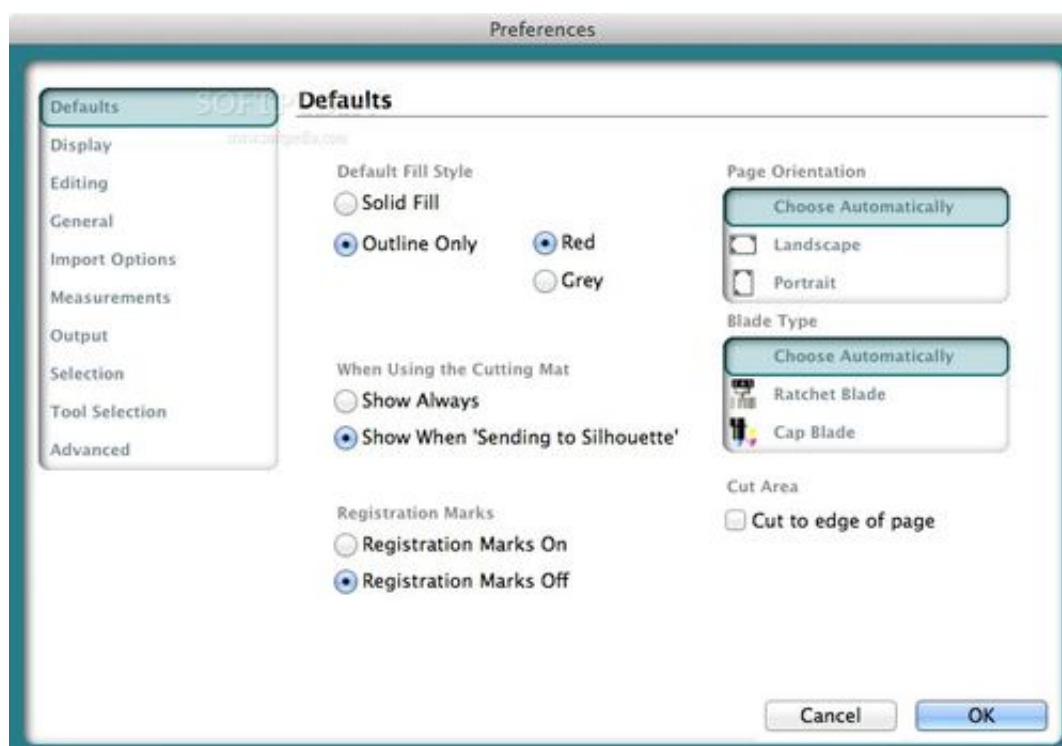 Preferences
Defaults
Display
Editing
General
Import Options
Measurements
Output
Selection
Tool Selection
Advanced
Defaults
Default Fill Style
Solid Fill
Outline Only
Red
Grey
When Using the Cutting Mat
Show Always
Show When 'Sending to Silhouette'
Registration Marks
Registration Marks On
Registration Marks Off
Page Orientation
Choose Automatically
Landscape
Portrait
Blade Type
Choose Automatically
Ratchet Blade
Cap Blade
Cut Area
Cut to edge of page
Cancel
OK